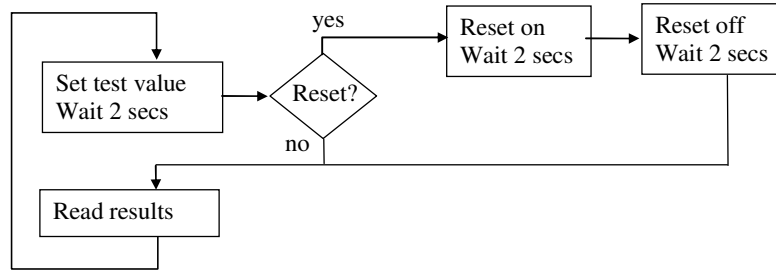 yes
Reset on
Wait 2 secs
Reset off
Wait 2 secs
Set test value
Wait 2 secs
Reset?
no
Read results